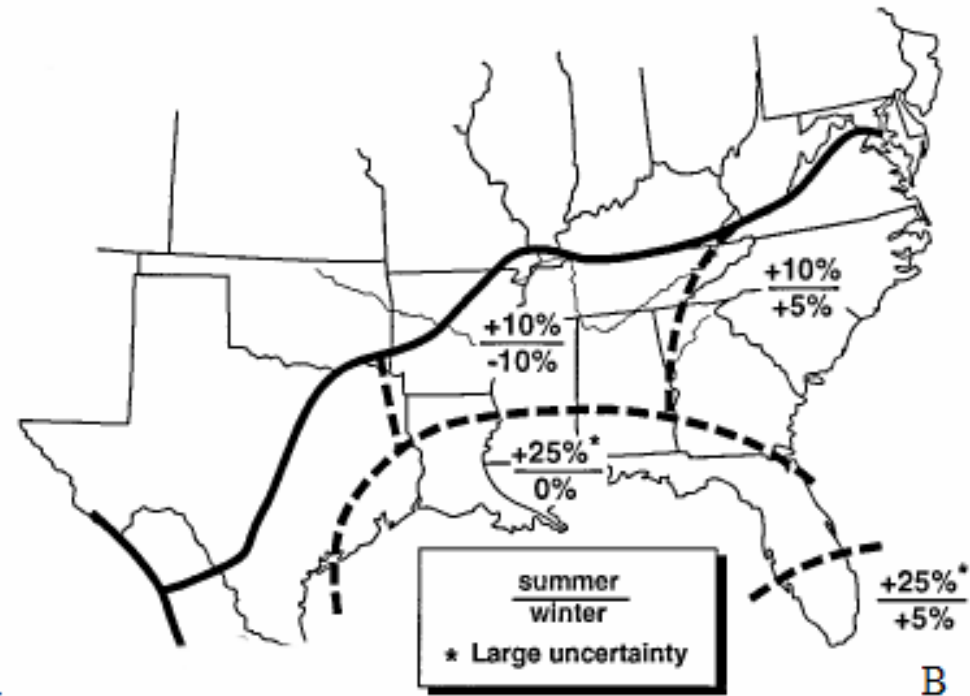 +10%
+5%
+10%
-10%
+25%*
0%
+25%*
+5%
summer
winter
* Large uncertainty
B